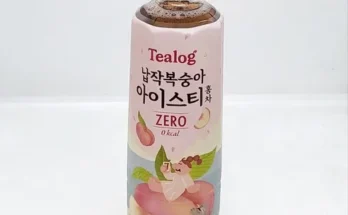 Tealog
납작복숭아
아이스티
홍차
ZERO
0 kcal